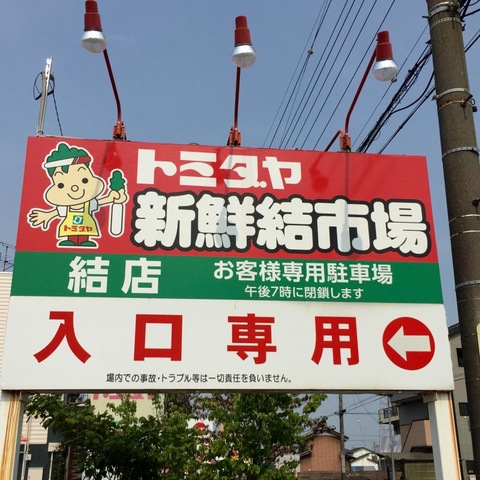 トミダヤ
新鮮結市場
トミダヤ
結店
お客様専用駐車場
午後7時に閉鎖します
入口専用
場内での事故・トラブル等は一切責任を負いません。